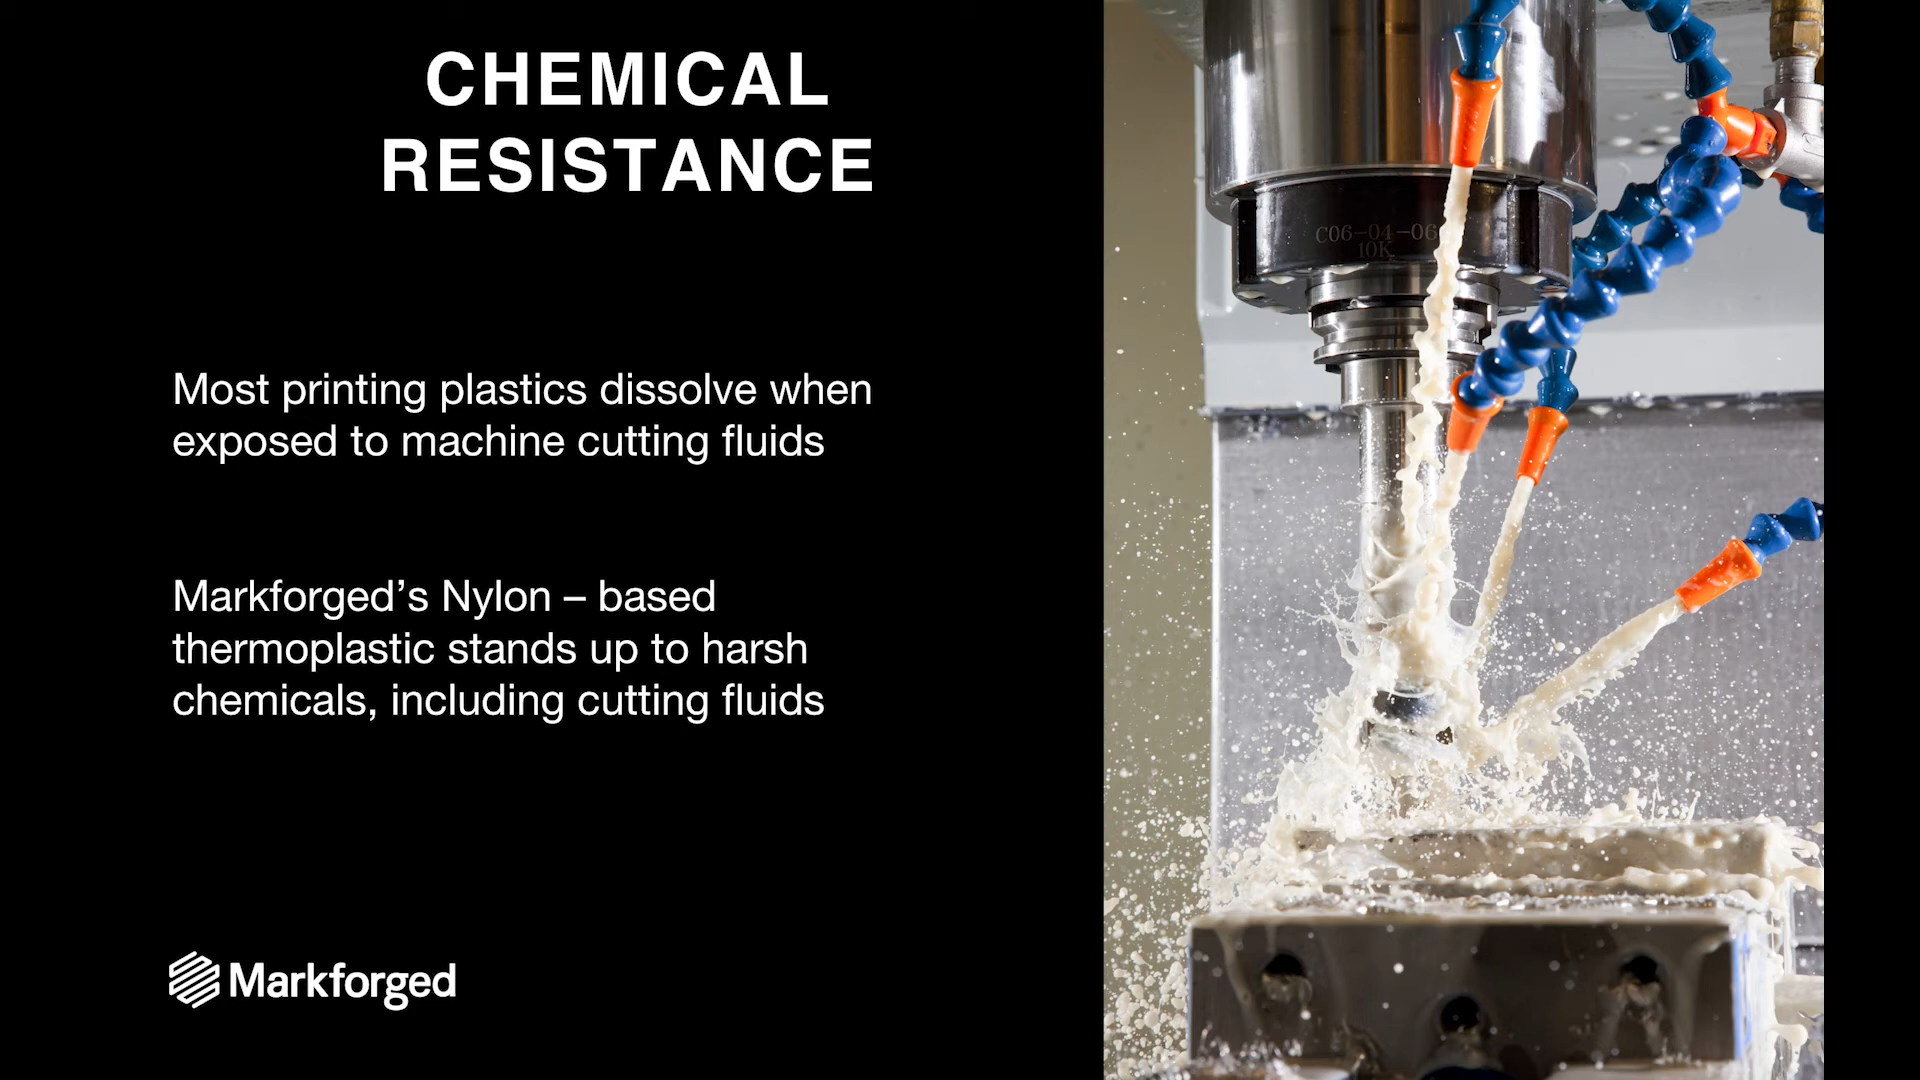 CHEMICAL
RESISTANCE
Most printing plastics dissolve when
exposed to machine cutting fluids
Markforged’s Nylon – based
thermoplastic stands up to harsh
chemicals, including cutting fluids
Markforged
C06-04-06
10K